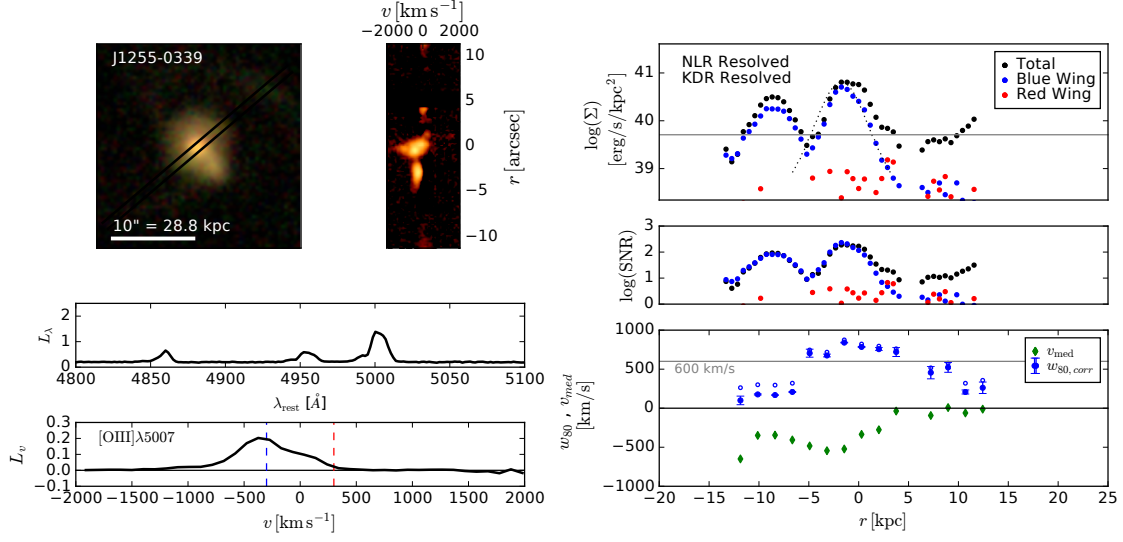 J1255-0339
10" = 28.8 kpc
v [km s⁻¹]
−2000 0 2000
10
5
0
−5
−10
r [arcsec]
L_λ
2
1
0
4800 4850 4900 4950 5000 5050 5100
λ_rest [Å]
[OIII]λ5007
L_v
0.3
0.2
0.1
0.0
−0.1
−2000 −1500 −1000 −500 0 500 1000 1500 2000
v [km s⁻¹]
NLR Resolved
KDR Resolved
Total
Blue Wing
Red Wing
log(Σ)
[erg/s/kpc²]
41
40
39
log(SNR)
3
2
1
0
w₈₀ , v_med
[km/s]
1000
500
0
−500
−1000
600 km/s
v_med
w_80,corr
−20 −15 −10 −5 0 5 10 15 20 25
r [kpc]